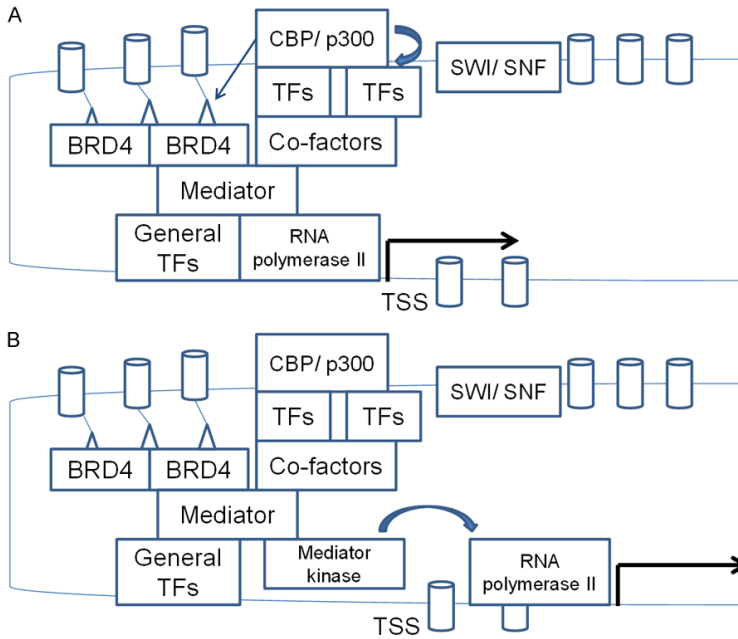 A
CBP/ p300
SWI/ SNF
TFs
TFs
BRD4
BRD4
Co-factors
Mediator
General
TFs
RNA
polymerase II
TSS
B
CBP/ p300
SWI/ SNF
TFs
TFs
BRD4
BRD4
Co-factors
Mediator
General
TFs
Mediator
kinase
RNA
polymerase II
TSS